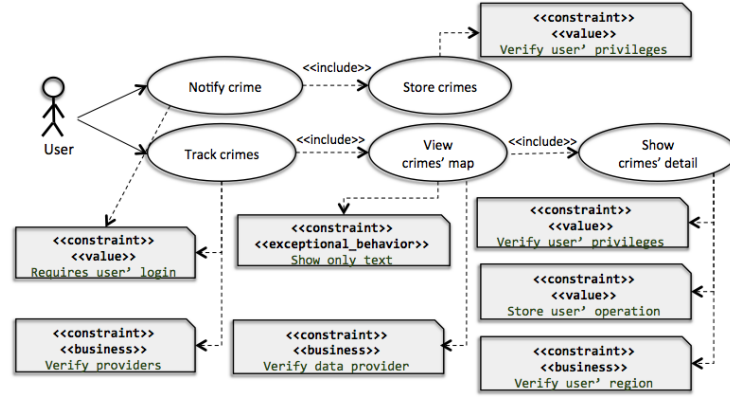 <<constraint>>
<<value>>
Verify user' privileges
<<include>>
Notify crime
Store crimes
User
<<include>>
<<include>>
Track crimes
View
crimes' map
Show
crimes' detail
<<constraint>>
<<value>>
Requires user' login
<<constraint>>
<<exceptional_behavior>>
Show only text
<<constraint>>
<<value>>
Verify user' privileges
<<constraint>>
<<value>>
Store user' operation
<<constraint>>
<<business>>
Verify providers
<<constraint>>
<<business>>
Verify data provider
<<constraint>>
<<business>>
Verify user' region